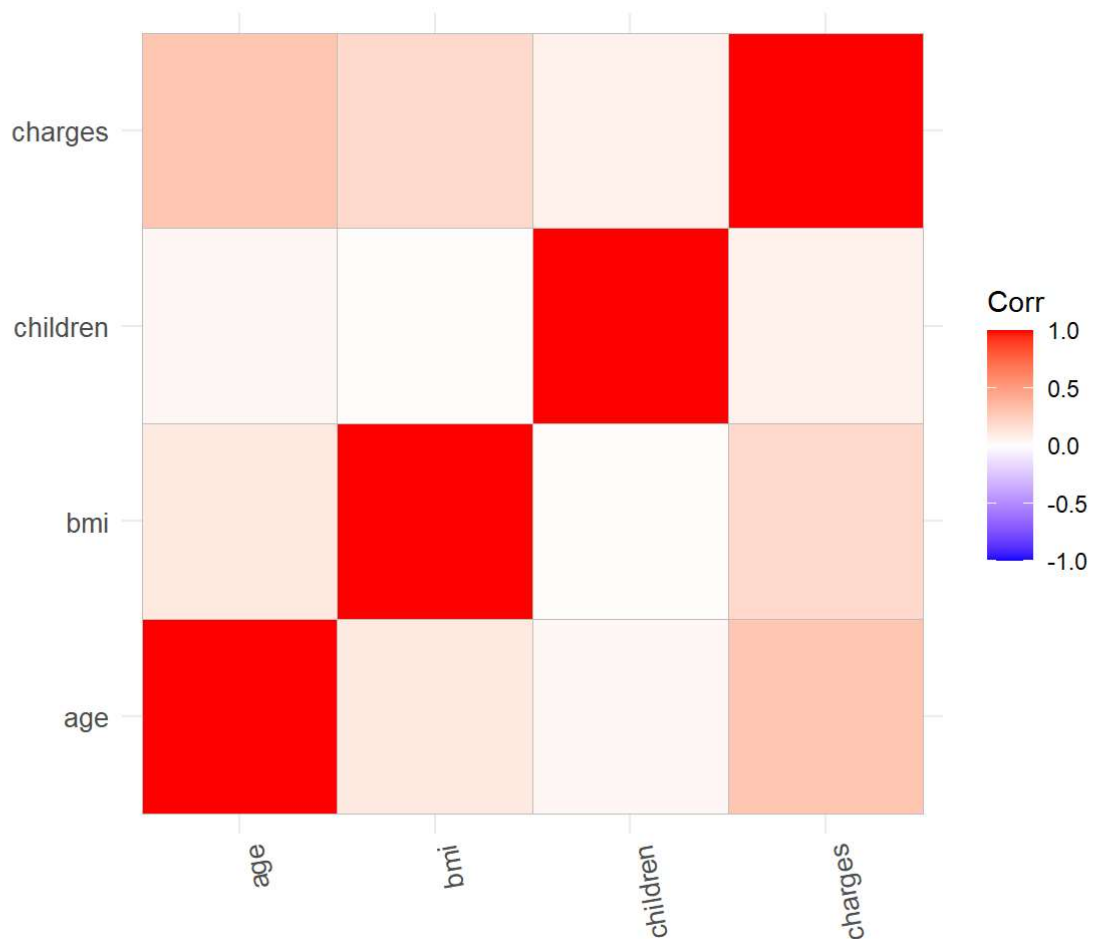 charges
children
bmi
age
age
bmi
children
charges
Corr
1.0
0.5
0.0
-0.5
-1.0